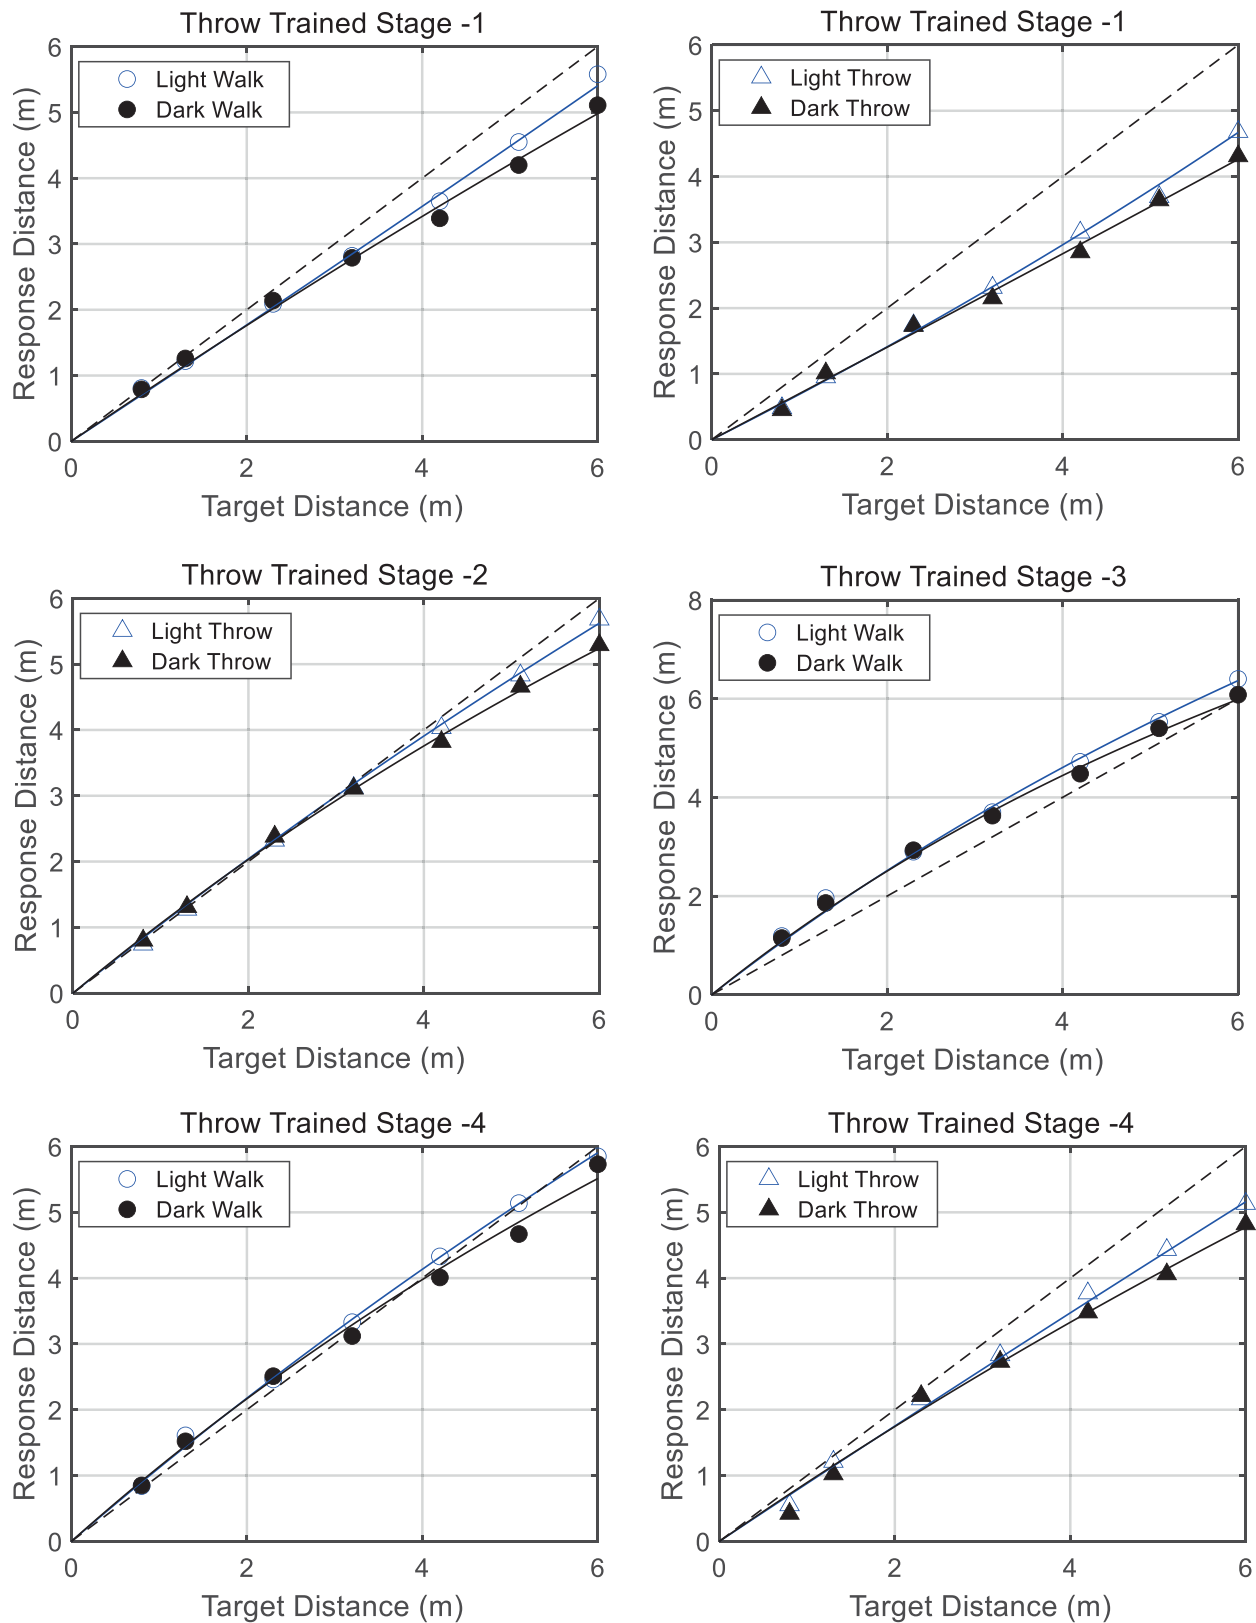 Throw Trained Stage -1
6
5
4
3
2
1
0
0
2
4
6
Light Walk
Dark Walk
Response Distance (m)
Target Distance (m)
Throw Trained Stage -1
6
5
4
3
2
1
0
0
2
4
6
Light Throw
Dark Throw
Response Distance (m)
Target Distance (m)
Throw Trained Stage -2
6
5
4
3
2
1
0
0
2
4
6
Light Throw
Dark Throw
Response Distance (m)
Target Distance (m)
Throw Trained Stage -3
8
6
4
2
0
0
2
4
6
Light Walk
Dark Walk
Response Distance (m)
Target Distance (m)
Throw Trained Stage -4
6
5
4
3
2
1
0
0
2
4
6
Light Walk
Dark Walk
Response Distance (m)
Target Distance (m)
Throw Trained Stage -4
6
5
4
3
2
1
0
0
2
4
6
Light Throw
Dark Throw
Response Distance (m)
Target Distance (m)